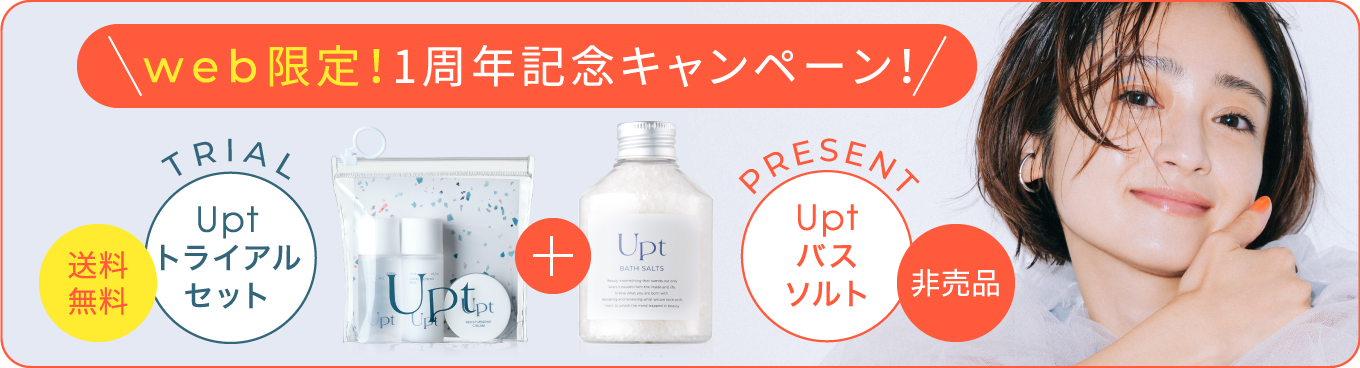 web限定！1周年記念キャンペーン！
TRIAL
Upt
トライアル
セット
送料
無料
Upt
Upt
Upt
Upt
BATH SALTS
PRESENT
Upt
バス
ソルト
非売品